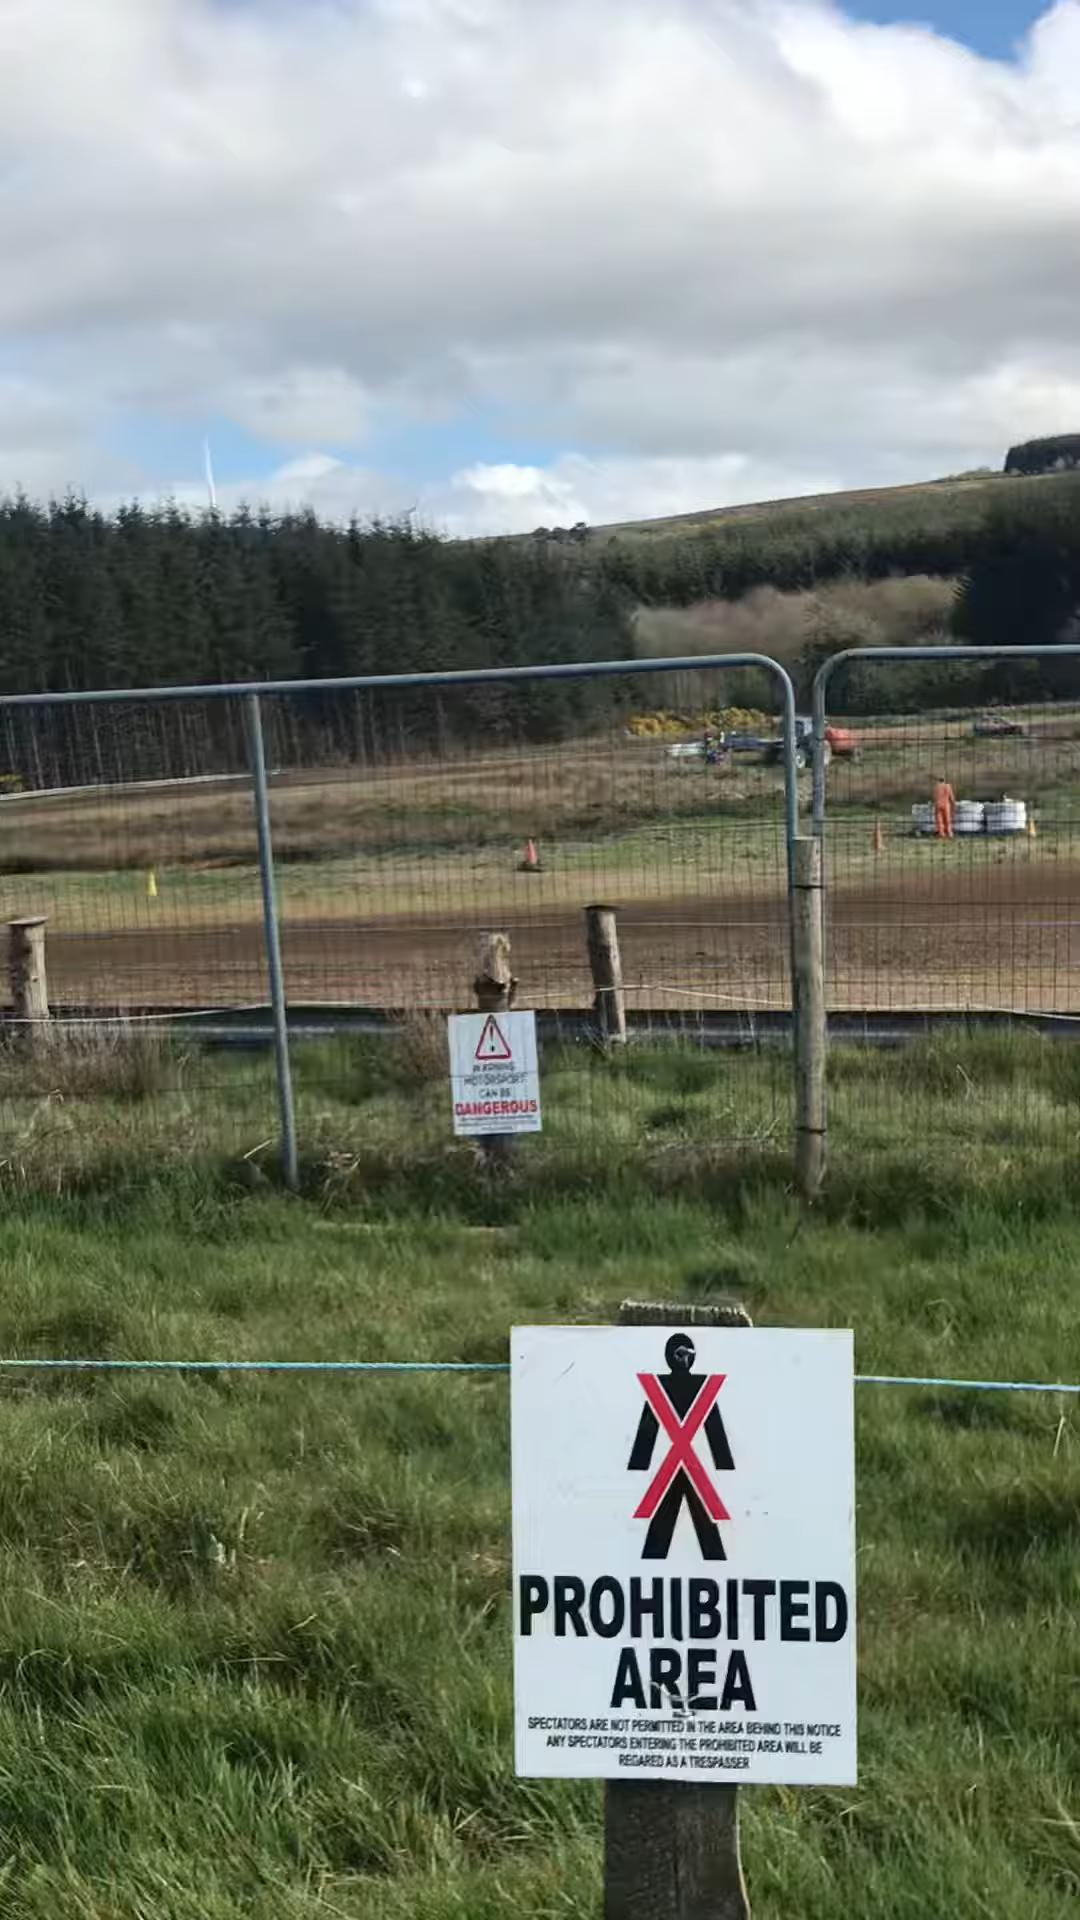 WARNING
MOTORSPORT
CAN BE
DANGEROUS
PROHIBITED
AREA
SPECTATORS ARE NOT PERMITTED IN THE AREA BEHIND THIS NOTICE
ANY SPECTATORS ENTERING THE PROHIBITED AREA WILL BE
REGARED AS A TRESPASSER